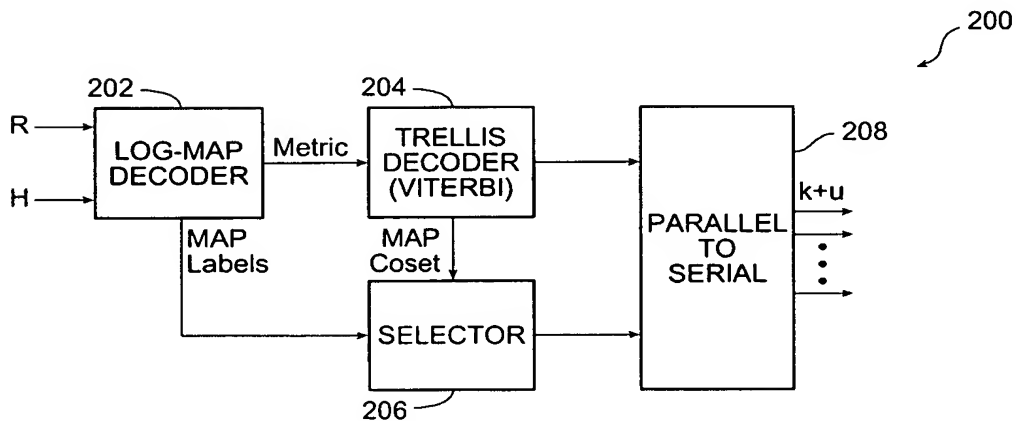 200
202
204
208
R
H
LOG-MAP
DECODER
Metric
TRELLIS
DECODER
(VITERBI)
k+u
PARALLEL
TO
SERIAL
MAP
Labels
MAP
Coset
SELECTOR
206